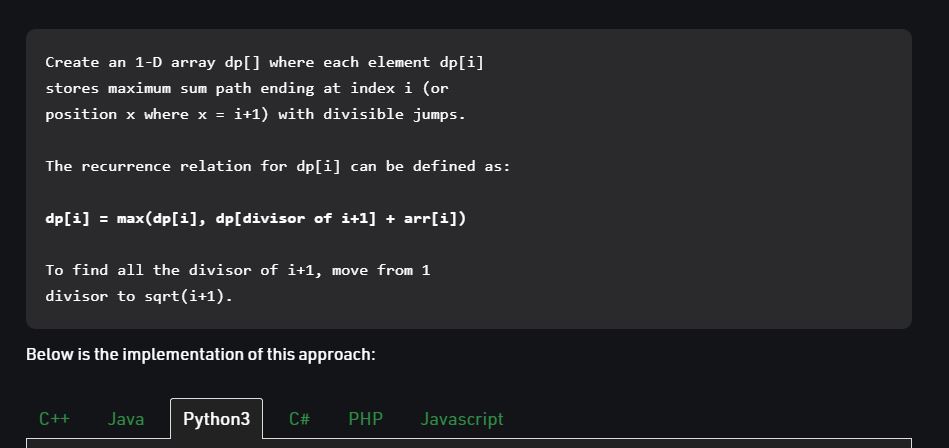 Create an 1-D array dp[] where each element dp[i]
stores maximum sum path ending at index i (or
position x where x = i+1) with divisible jumps.
The recurrence relation for dp[i] can be defined as:
dp[i] = max(dp[i], dp[divisor of i+1] + arr[i])
To find all the divisor of i+1, move from 1
divisor to sqrt(i+1).
Below is the implementation of this approach:
C++ Java Python3 C# PHP Javascript